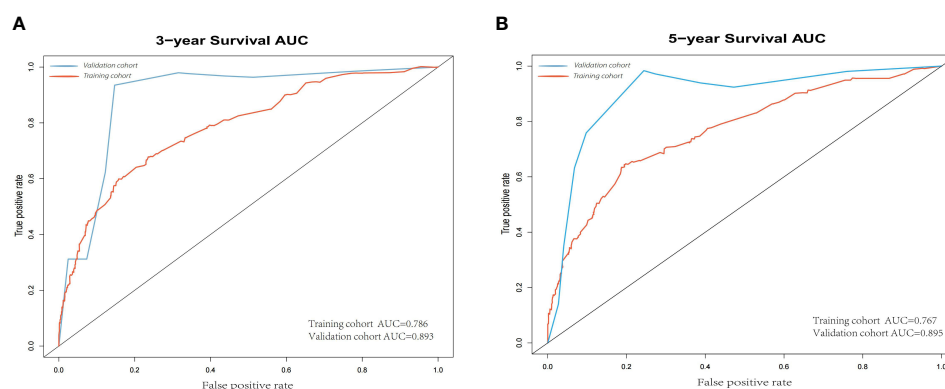 A
3-year Survival AUC
Validation cohort
Training cohort
True positive rate
1.0
0.8
0.6
0.4
0.2
0.0
0.0
0.2
0.4
0.6
0.8
1.0
False positive rate
Training cohort AUC=0.786
Validation cohort AUC=0.893
B
5-year Survival AUC
Validation cohort
Training cohort
True positive rate
1.0
0.8
0.6
0.4
0.2
0.0
0.0
0.2
0.4
0.6
0.8
1.0
False positive rate
Training cohort AUC=0.767
Validation cohort AUC=0.895